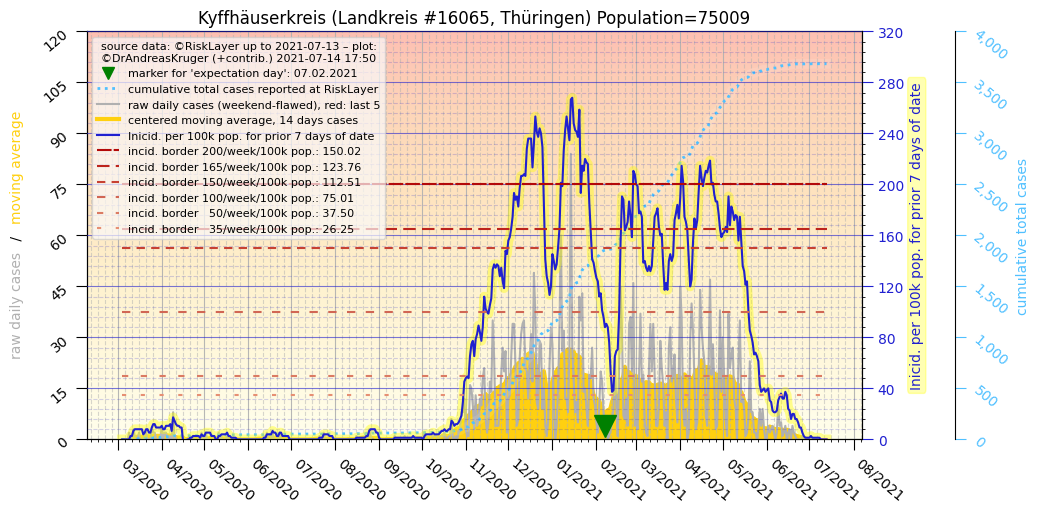 Kyffhäuserkreis (Landkreis #16065, Thüringen) Population=75009
source data: ©RiskLayer up to 2021-07-13 – plot:
©DrAndreasKruger (+contrib.) 2021-07-14 17:50
marker for 'expectation day': 07.02.2021
cumulative total cases reported at RiskLayer
raw daily cases (weekend-flawed), red: last 5
centered moving average, 14 days cases
Inicid. per 100k pop. for prior 7 days of date
incid. border 200/week/100k pop.: 150.02
incid. border 165/week/100k pop.: 123.76
incid. border 150/week/100k pop.: 112.51
incid. border 100/week/100k pop.: 75.01
incid. border   50/week/100k pop.: 37.50
incid. border   35/week/100k pop.: 26.25
raw daily cases   /   moving average
120
105
90
75
60
45
30
15
0
320
280
240
200
160
120
80
40
0
Inicid. per 100k pop. for prior 7 days of date
4,000
3,500
3,000
2,500
2,000
1,500
1,000
500
0
cumulative total cases
03/2020
04/2020
05/2020
06/2020
07/2020
08/2020
09/2020
10/2020
11/2020
12/2020
01/2021
02/2021
03/2021
04/2021
05/2021
06/2021
07/2021
08/2021